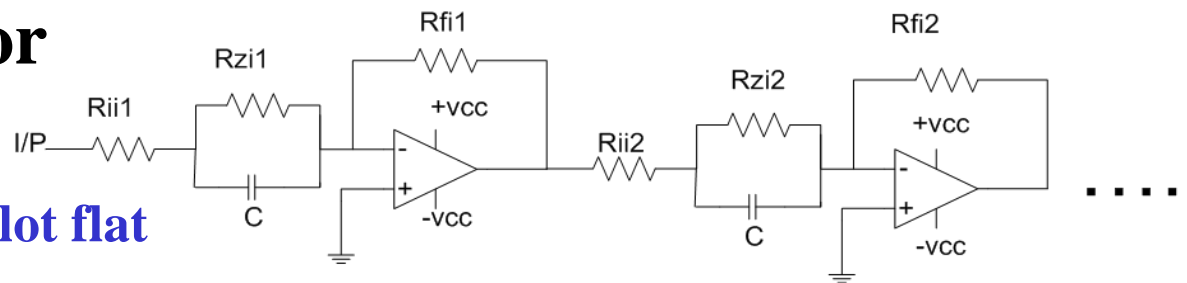 or
Rfi1
Rfi2
Rzi1
Rzi2
Rii1
+vcc
+vcc
I/P
Rii2
-
+
-
+
C
-vcc
C
-vcc
lot flat
. . . .